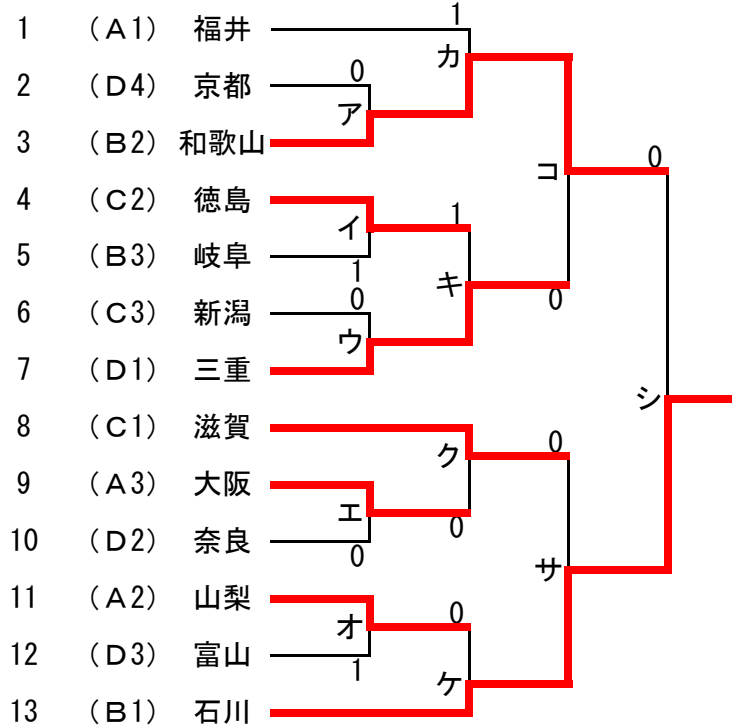 1 (A1) 福井 1
カ
2 (D4) 京都 0
ア
3 (B2) 和歌山
コ 0
4 (C2) 徳島
イ 1
5 (B3) 岐阜 1
キ 0
6 (C3) 新潟 0
ウ
7 (D1) 三重
シ
8 (C1) 滋賀
ク 0
9 (A3) 大阪
エ 0
10 (D2) 奈良 0
サ
11 (A2) 山梨
オ 0
12 (D3) 富山 1
ケ
13 (B1) 石川